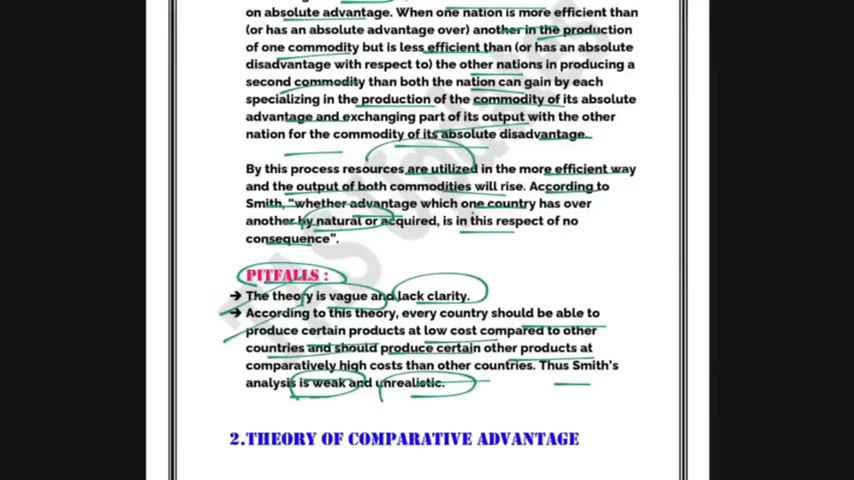 on absolute advantage. When one nation is more efficient than
(or has an absolute advantage over) another in the production
of one commodity but is less efficient than (or has an absolute
disadvantage with respect to) the other nations in producing a
second commodity than both the nation can gain by each
specializing in the production of the commodity of its absolute
advantage and exchanging part of its output with the other
nation for the commodity of its absolute disadvantage.
By this process resources are utilized in the more efficient way
and the output of both commodities will rise. According to
Smith, "whether advantage which one country has over
another by natural or acquired, is in this respect of no
consequence".
PITFALLS :
→ The theory is vague and lack clarity.
→ According to this theory, every country should be able to
produce certain products at low cost compared to other
countries and should produce certain other products at
comparatively high costs than other countries. Thus Smith's
analysis is weak and unrealistic.
2.THEORY OF COMPARATIVE ADVANTAGE